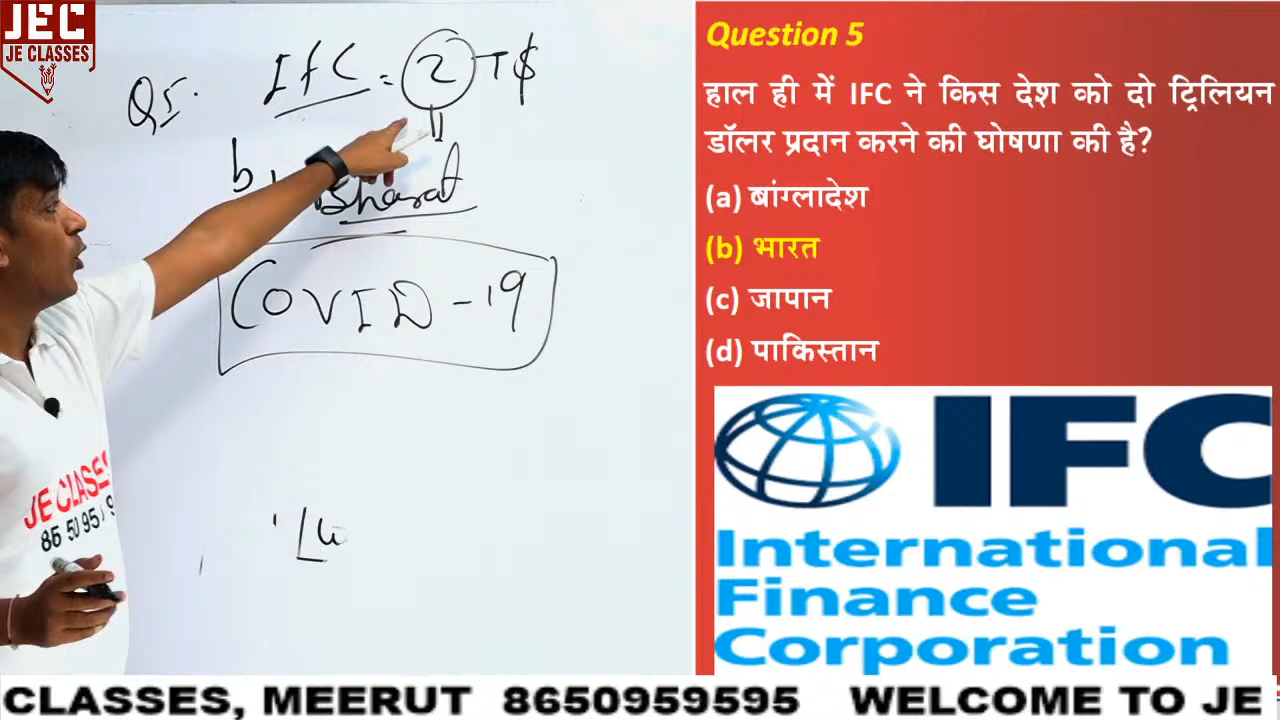 JEC
JE CLASSES
Q5.
IFC = 2 T $
b
Bharat
COVID-19
JE CLASSES
Question 5
हाल ही में IFC ने किस देश को दो ट्रिलियन
डॉलर प्रदान करने की घोषणा की है?
(a) बांग्लादेश
(b) भारत
(c) जापान
(d) पाकिस्तान
IFC
International
Finance
Corporation
CLASSES, MEERUT 8650959595 WELCOME TO JE